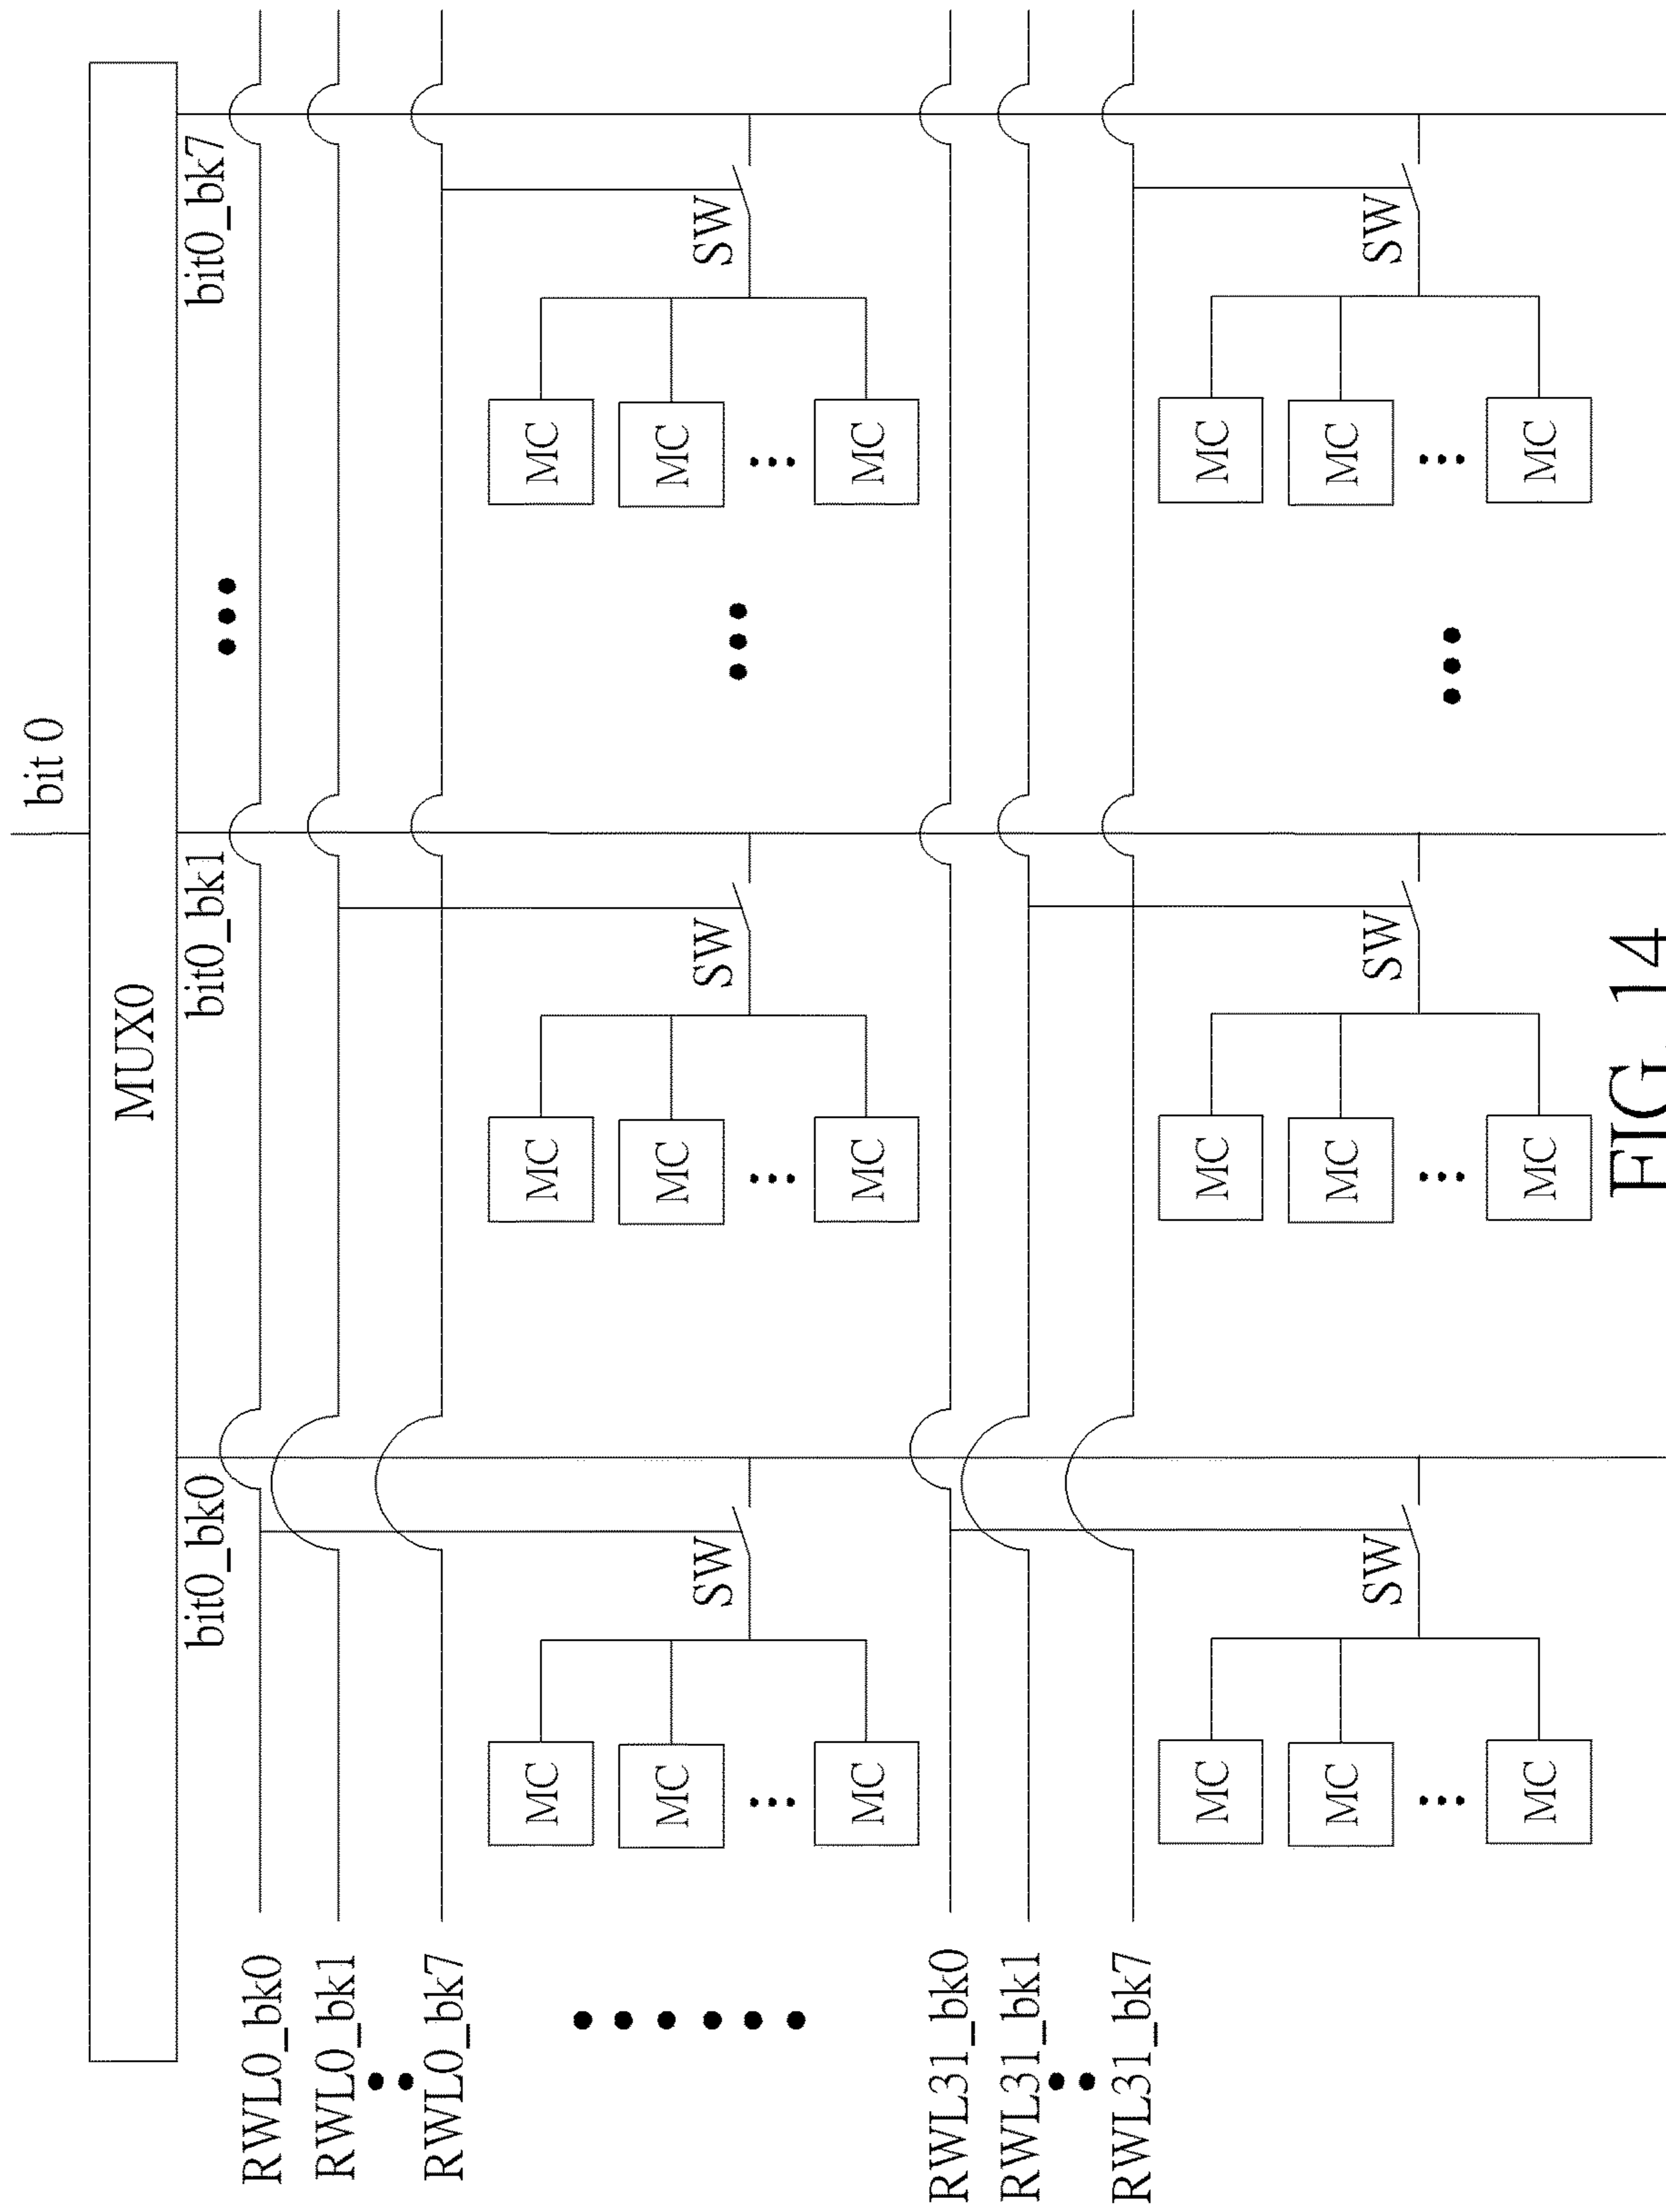 bit 0
MUX0
bit0_bk0
bit0_bk1
bit0_bk7
RWL0_bk0
RWL0_bk1
RWL0_bk7
MC
MC
MC
MC
MC
MC
SW
SW
SW
MC
MC
MC
RWL31_bk0
RWL31_bk1
RWL31_bk7
MC
MC
MC
MC
MC
MC
SW
SW
SW
MC
MC
MC
FIG. 14